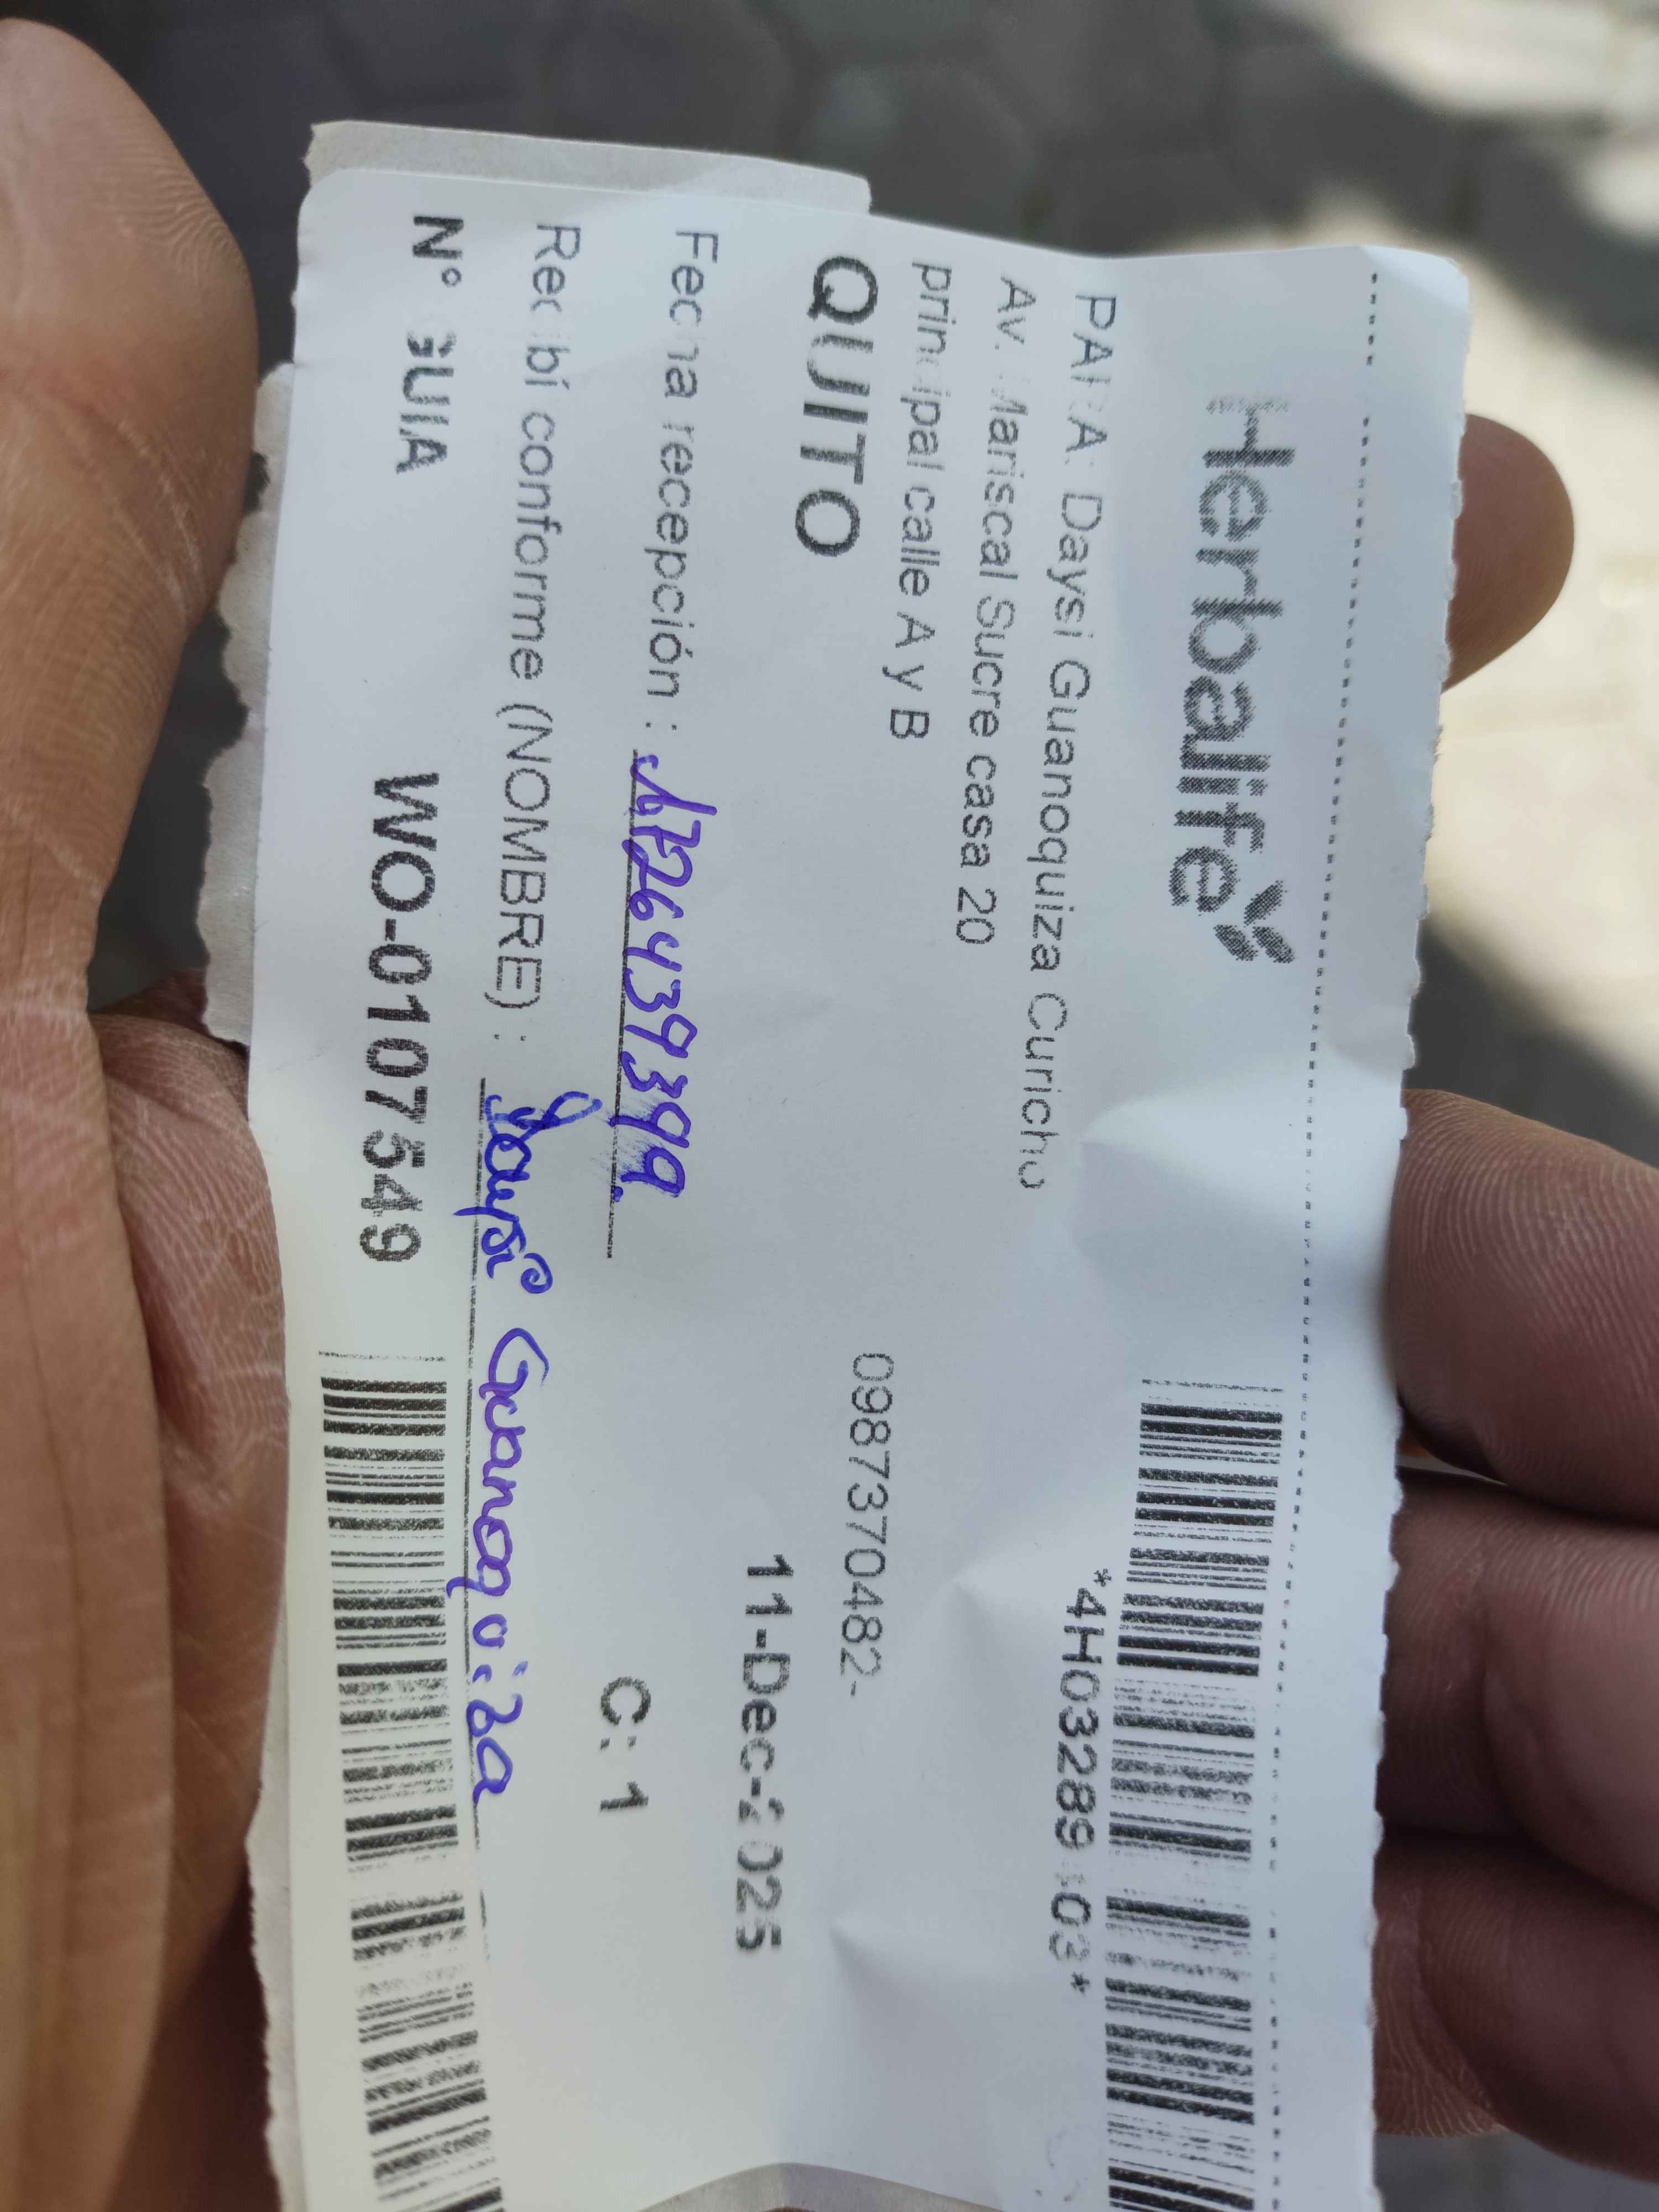 Herbalife
*4H03289 03*
PARA: Daysi Guanoquiza Curicho
Av. Mariscal Sucre casa 20
principal calle A y B
0987370482-
QUITO
11-Dec-2025
Fecha recepción : 1726439399.
C: 1
Recibí conforme (NOMBRE) : Daysi Guanoquiza
N° GUIA WO-0107549